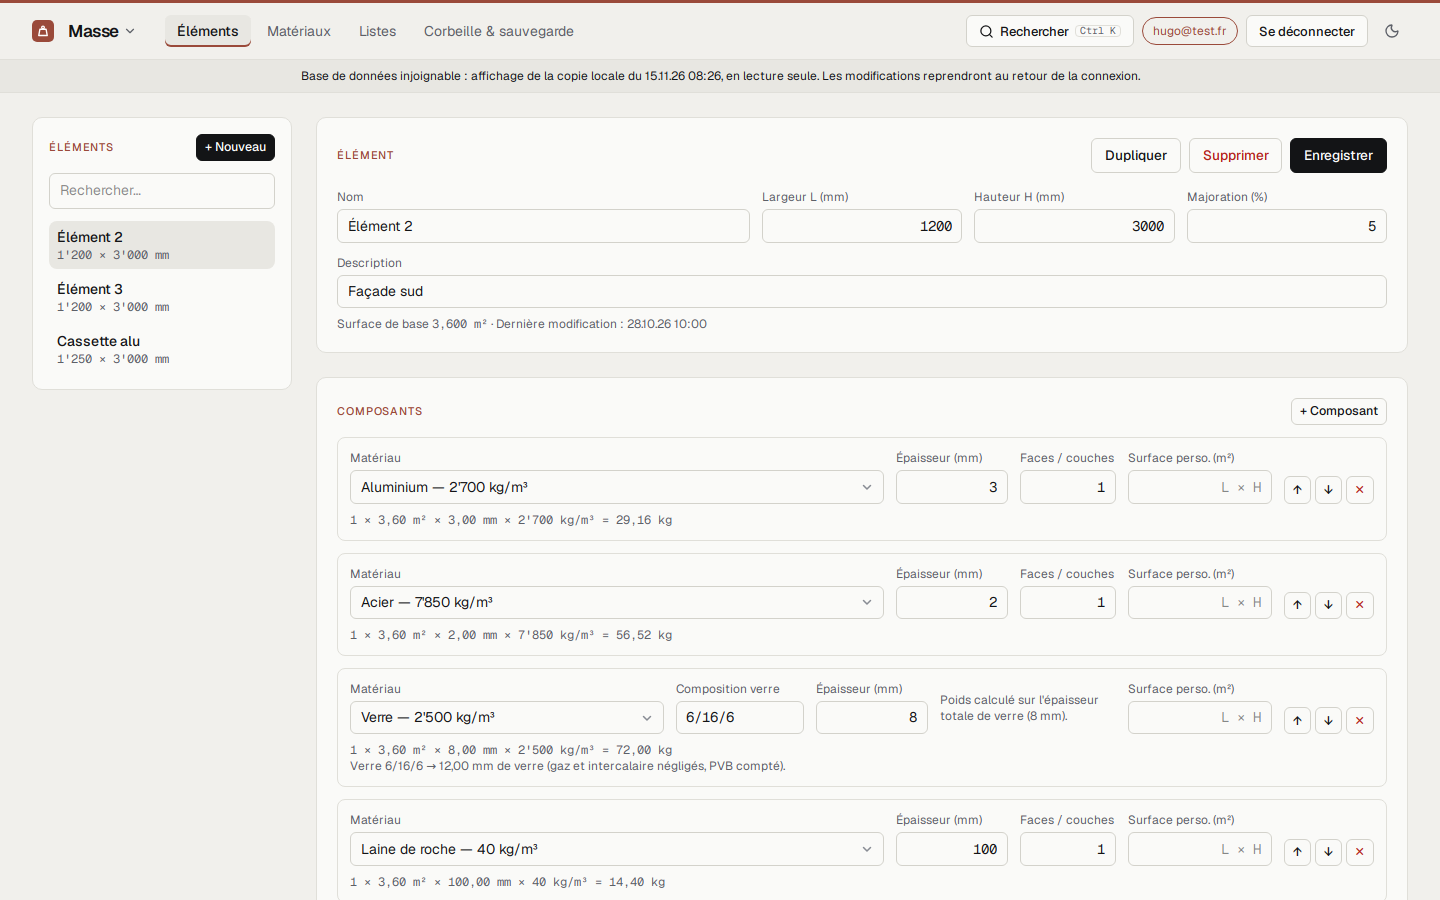 Masse
Éléments
Matériaux
Listes
Corbeille & sauvegarde
Rechercher Ctrl K
hugo@test.fr
Se déconnecter
Base de données injoignable : affichage de la copie locale du 15.11.26 08:26, en lecture seule. Les modifications reprendront au retour de la connexion.
ÉLÉMENTS
+ Nouveau
Rechercher...
Élément 2
1'200 × 3'000 mm
Élément 3
1'200 × 3'000 mm
Cassette alu
1'250 × 3'000 mm
ÉLÉMENT
Dupliquer
Supprimer
Enregistrer
Nom
Largeur L (mm)
Hauteur H (mm)
Majoration (%)
Élément 2
1200
3000
5
Description
Façade sud
Surface de base 3,600 m² · Dernière modification : 28.10.26 10:00
COMPOSANTS
+ Composant
Matériau
Épaisseur (mm)
Faces / couches
Surface perso. (m²)
Aluminium — 2'700 kg/m³
3
1
L × H
↑ ↓ ×
1 × 3,60 m² × 3,00 mm × 2'700 kg/m³ = 29,16 kg
Matériau
Épaisseur (mm)
Faces / couches
Surface perso. (m²)
Acier — 7'850 kg/m³
2
1
L × H
↑ ↓ ×
1 × 3,60 m² × 2,00 mm × 7'850 kg/m³ = 56,52 kg
Matériau
Composition verre
Épaisseur (mm)
Surface perso. (m²)
Verre — 2'500 kg/m³
6/16/6
8
Poids calculé sur l'épaisseur
totale de verre (8 mm).
L × H
↑ ↓ ×
1 × 3,60 m² × 8,00 mm × 2'500 kg/m³ = 72,00 kg
Verre 6/16/6 → 12,00 mm de verre (gaz et intercalaire négligés, PVB compté).
Matériau
Épaisseur (mm)
Faces / couches
Surface perso. (m²)
Laine de roche — 40 kg/m³
100
1
L × H
↑ ↓ ×
1 × 3,60 m² × 100,00 mm × 40 kg/m³ = 14,40 kg